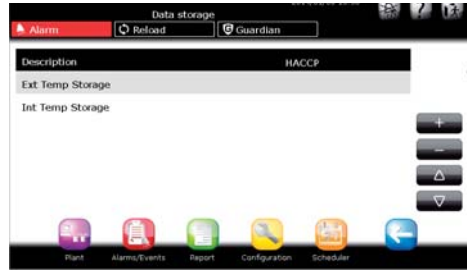 Data storage
Alarm Reload Guardian
Description HACCP
Ext Temp Storage
Int Temp Storage
Plant Alarms/Events Report Configuration Scheduler